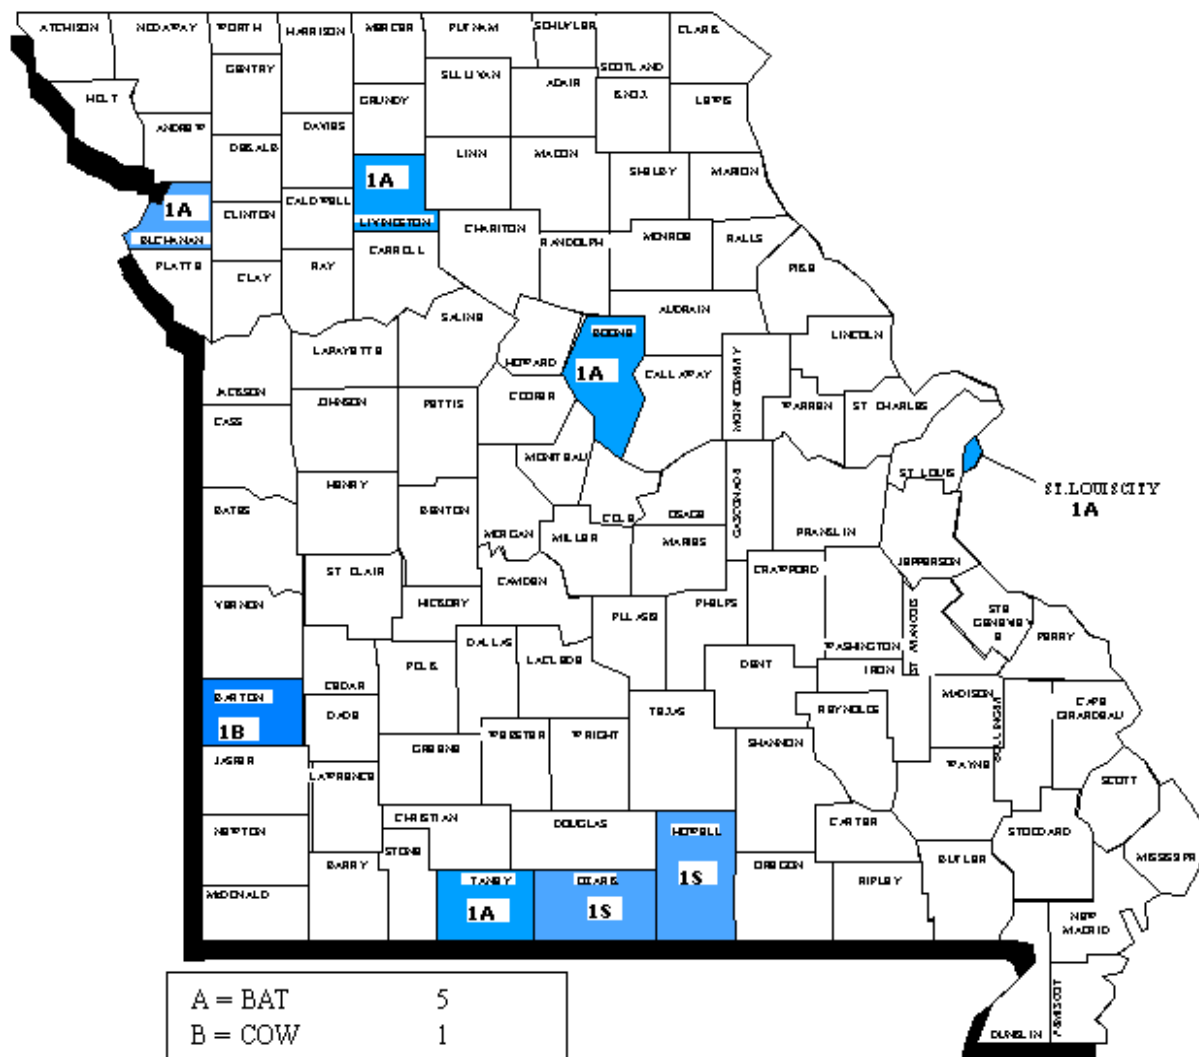 ATCHISON NODAWAY WORTH HARRISON MERCER PUTNAM SCHUYLER CLARK
SCOTLAND
GENTRY SULLIVAN ADAIR
HOLT GRUNDY KNOX LEWIS
ANDREW DAVIES
DEKALB LINN MACON
SHELBY MARION
1A
1A CALDWELL
CLINTON LIVINGSTON CHARITON MONROE RALLS
BUCHANAN RANDOLPH
CARROLL
PLATTE CLAY RAY PIKE
SALINE AUDRAIN
BOONE LINCOLN
LAFAYETTE HOWARD
1A CALLAWAY MONTGOMERY
JACKSON JOHNSON PETTIS COOPER WARREN ST CHARLES
CASS
MONITEAU
HENRY ST. LOUIS
ST.LOUISCITY
1A
BATES BENTON MORGAN COLE OSAGE GASCONADE FRANKLIN
MILLER MARIES
ST CLAIR CAMDEN CRAWFORD JEFFERSON
VERNON HICKORY PULASKI PHELPS STE
GENEVIEVE
PERRY
DALLAS WASHINGTON ST FRANCOIS
POLK LACLEDE DENT IRON
CEDAR
BARTON MADISON CAPE
GIRARDEAU
DADE TEXAS REYNOLDS BOLLINGER
1B WEBSTER WRIGHT SHANNON
GREENE
JASPER LAWRENCE WAYNE
SCOTT
CHRISTIAN DOUGLAS CARTER
NEWTON HOWELL STODDARD
STONE
BARRY OREGON BUTLER MISSISSIPPI
RIPLEY
MCDONALD TANEY OZARK 1S
1A 1S
NEW
MADRID
A = BAT 5
B = COW 1
PEMISCOT
DUNKLIN